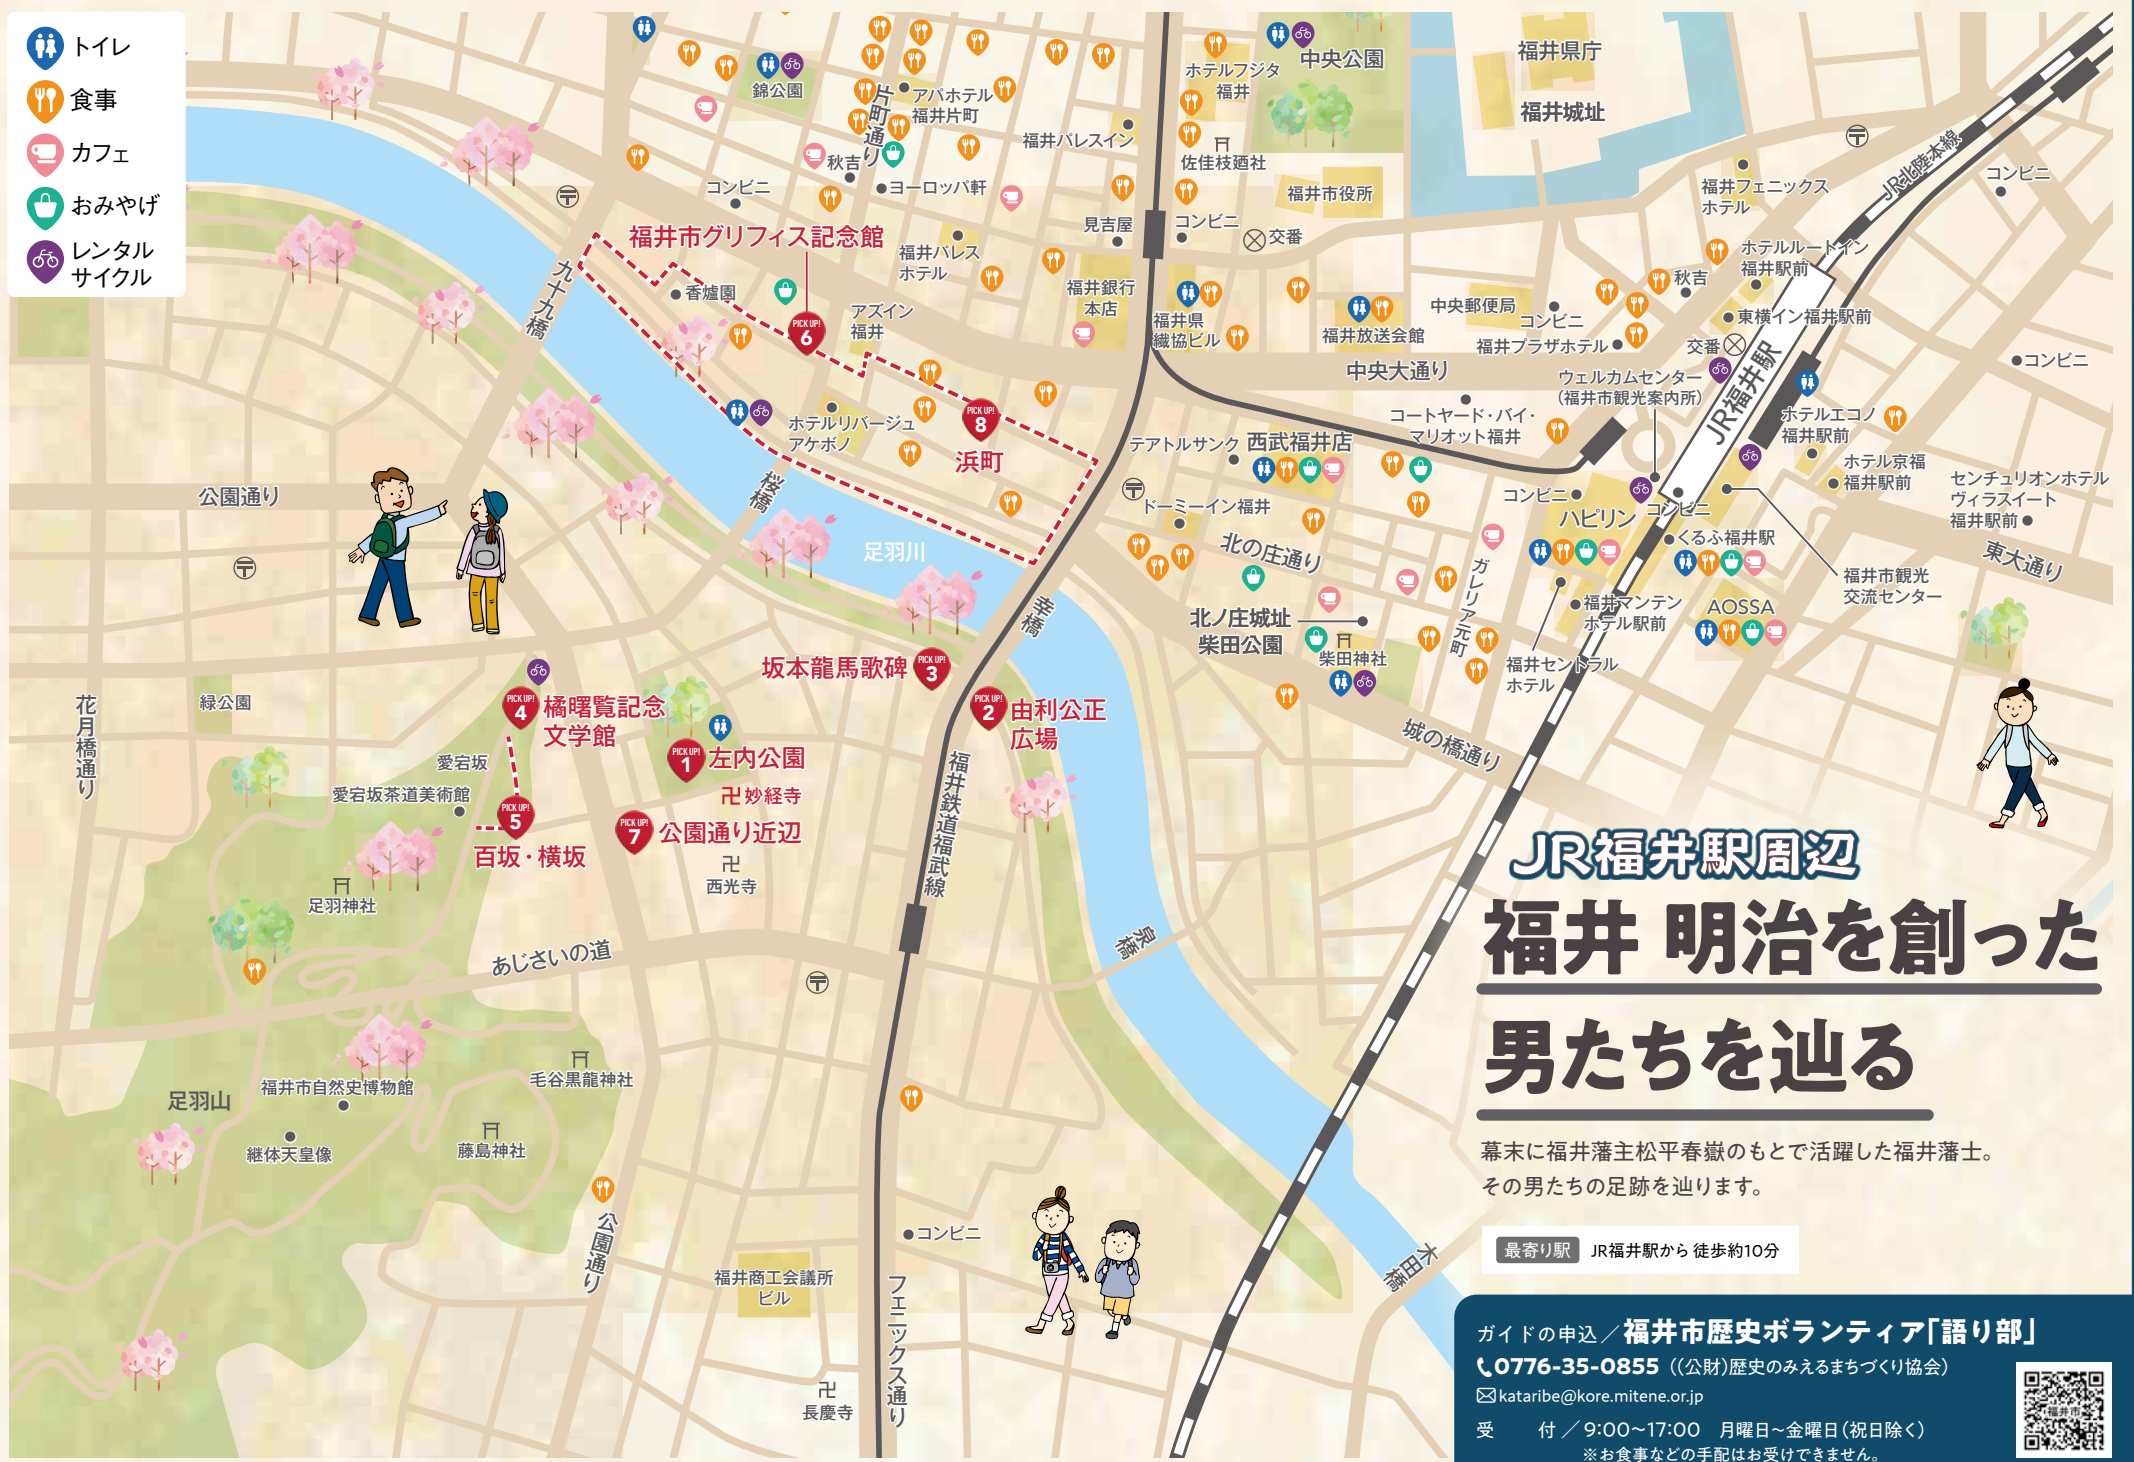 トイレ
食事
カフェ
おみやげ
レンタル
サイクル
錦公園
片町通り
アパホテル
福井片町
秋吉
ヨーロッパ軒
コンビニ
福井パレスイン
ホテルフジタ
福井
中央公園
佐佳枝廼社
福井市役所
福井県庁
福井城址
福井フェニックス
ホテル
JR北陸本線
コンビニ
福井市グリフィス記念館
香爐園
PICK UP!
6
アズイン
福井
福井パレス
ホテル
見吉屋
コンビニ
交番
福井銀行
本店
福井県
繊協ビル
福井放送会館
中央郵便局
コンビニ
福井プラザホテル
秋吉
ホテルルートイン
福井駅前
東横イン福井駅前
交番
コンビニ
九十九橋
中央大通り
ウェルカムセンター
(福井市観光案内所)
JR福井駅
コートヤード・バイ・
マリオット福井
ホテルエコノ
福井駅前
ホテル京福
福井駅前
センチュリオンホテル
ヴィラスイート
福井駅前
ホテルリバージュ
アケボノ
PICK UP!
8
浜町
テアトルサンク
西武福井店
ドーミーイン福井
北の庄通り
コンビニ
ハピリン
コンビニ
くるふ福井駅
東大通り
福井市観光
交流センター
公園通り
桜橋
足羽川
幸橋
ガレリア元町
福井マンテン
ホテル駅前
AOSSA
北ノ庄城址
柴田公園
柴田神社
福井セントラル
ホテル
城の橋通り
坂本龍馬歌碑
PICK UP!
3
PICK UP!
2
由利公正
広場
花月橋通り
緑公園
PICK UP!
4
橘曙覧記念
文学館
愛宕坂
愛宕坂茶道美術館
PICK UP!
5
百坂・横坂
PICK UP!
1
左内公園
卍妙経寺
PICK UP!
7
公園通り近辺
卍
西光寺
福井鉄道福武線
足羽神社
あじさいの道
泉橋
足羽山
福井市自然史博物館
継体天皇像
毛谷黒龍神社
藤島神社
公園通り
コンビニ
福井商工会議所
ビル
フェニックス通り
卍
長慶寺
木田橋
JR福井駅周辺
福井 明治を創った
男たちを辿る
幕末に福井藩主松平春嶽のもとで活躍した福井藩士。
その男たちの足跡を辿ります。
最寄り駅 JR福井駅から 徒歩約10分
ガイドの申込／福井市歴史ボランティア「語り部」
0776-35-0855 ((公財)歴史のみえるまちづくり協会)
kataribe@kore.mitene.or.jp
受　付／9:00～17:00 月曜日～金曜日(祝日除く)
※お食事などの手配はお受けできません。
福井市